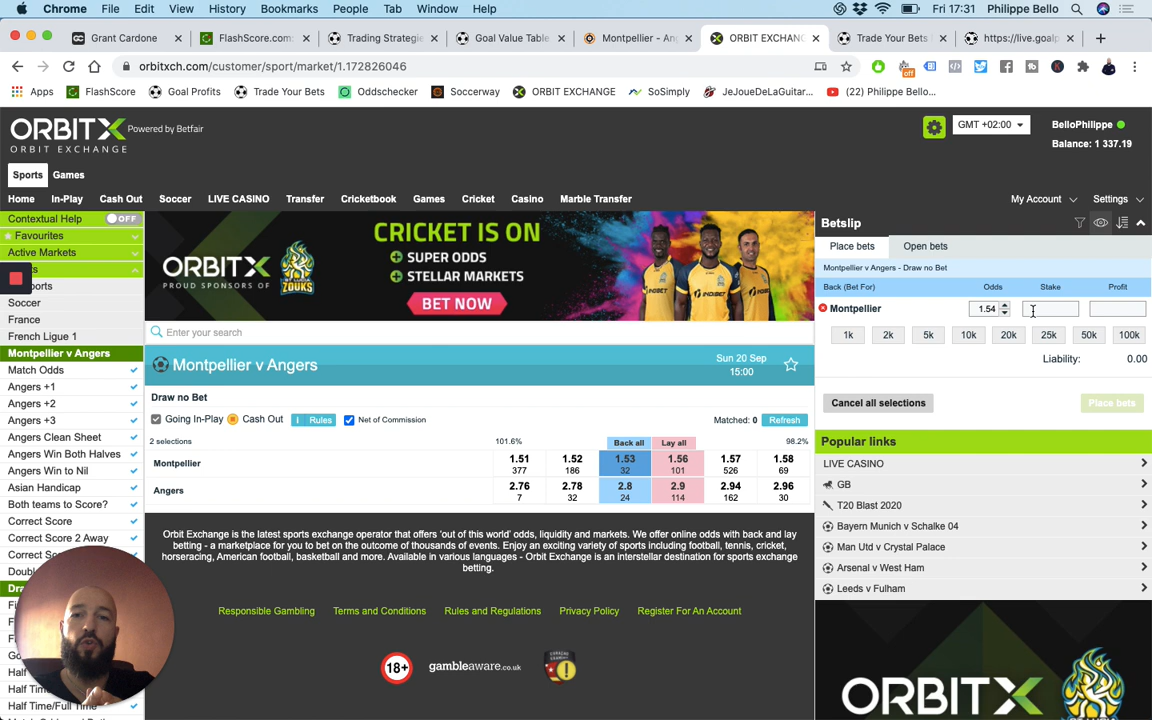 Chrome File Edit View History Bookmarks People Tab Window Help Fri 17:31 Philippe Bello
Grant Cardone FlashScore.com: Trading Strategie Goal Value Table Montpellier - Ang ORBIT EXCHANG Trade Your Bets https://live.goalp
orbitxch.com/customer/sport/market/1.172826046
off
Apps FlashScore Goal Profits Trade Your Bets Oddschecker Soccerway ORBIT EXCHANGE SoSimply JeJoueDeLaGuitar... (22) Philippe Bello...
ORBITX Powered by Betfair
ORBIT EXCHANGE
GMT +02:00
BelloPhilippe
Balance: 1 337.19
Sports Games
Home In-Play Cash Out Soccer LIVE CASINO Transfer Cricketbook Games Cricket Casino Marble Transfer My Account Settings
Contextual Help OFF
Favourites
Active Markets
Soccer
France
French Ligue 1
Montpellier v Angers
Match Odds
Angers +1
Angers +2
Angers +3
Angers Clean Sheet
Angers Win Both Halves
Angers Win to Nil
Asian Handicap
Both teams to Score?
Correct Score
Correct Score 2 Away
Half Time/Full Time
ORBITX
PROUD SPONSORS OF
ZOUKS
CRICKET IS ON
SUPER ODDS
STELLAR MARKETS
BET NOW
Enter your search
Montpellier v Angers
Sun 20 Sep
15:00
Draw no Bet
Going In-Play Cash Out Rules Net of Commission Matched: 0 Refresh
2 selections 101.6% Back all Lay all 98.2%
Montpellier 1.51 1.52 1.53 1.56 1.57 1.58
377 186 32 101 526 69
Angers 2.76 2.78 2.8 2.9 2.94 2.96
7 32 24 114 162 30
Orbit Exchange is the latest sports exchange operator that offers 'out of this world' odds, liquidity and markets. We offer online odds with back and lay
betting - a marketplace for you to bet on the outcome of thousands of events. Enjoy an exciting variety of sports including football, tennis, cricket,
horseracing, American football, basketball and more. Available in various languages - Orbit Exchange is an interstellar destination for sports exchange
betting.
Responsible Gambling Terms and Conditions Rules and Regulations Privacy Policy Register For An Account
18+ gambleaware.co.uk
Betslip
Place bets Open bets
Montpellier v Angers - Draw no Bet
Back (Bet For) Odds Stake Profit
Montpellier 1.54
1k 2k 5k 10k 20k 25k 50k 100k
Liability: 0.00
Cancel all selections Place bets
Popular links
LIVE CASINO
GB
T20 Blast 2020
Bayern Munich v Schalke 04
Man Utd v Crystal Palace
Arsenal v West Ham
Leeds v Fulham
ORBITX